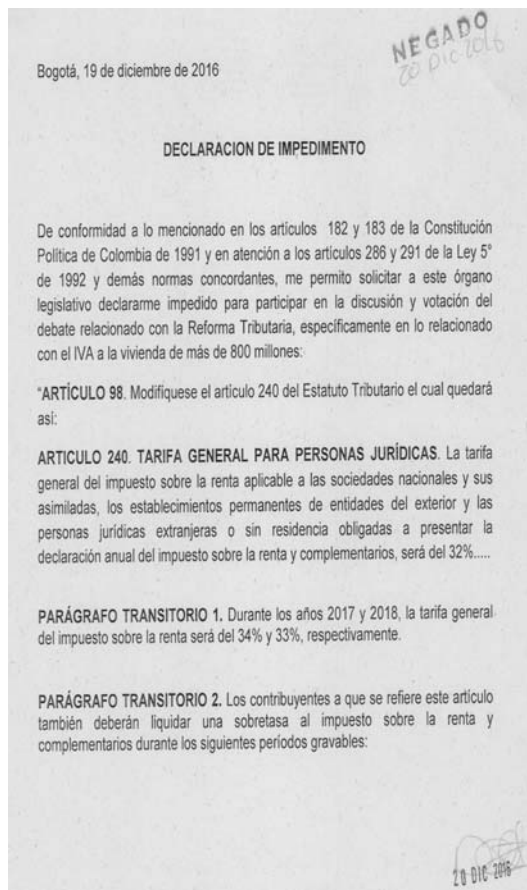 NEGADO
20 DIC 2016
Bogotá, 19 de diciembre de 2016
DECLARACION DE IMPEDIMENTO
De conformidad a lo mencionado en los artículos 182 y 183 de la Constitución
Política de Colombia de 1991 y en atención a los artículos 286 y 291 de la Ley 5°
de 1992 y demás normas concordantes, me permito solicitar a este órgano
legislativo declararme impedido para participar en la discusión y votación del
debate relacionado con la Reforma Tributaria, específicamente en lo relacionado
con el IVA a la vivienda de más de 800 millones:
"ARTÍCULO 98. Modifíquese el artículo 240 del Estatuto Tributario el cual quedará
así:
ARTICULO 240. TARIFA GENERAL PARA PERSONAS JURÍDICAS. La tarifa
general del impuesto sobre la renta aplicable a las sociedades nacionales y sus
asimiladas, los establecimientos permanentes de entidades del exterior y las
personas jurídicas extranjeras o sin residencia obligadas a presentar la
declaración anual del impuesto sobre la renta y complementarios, será del 32%.....
PARÁGRAFO TRANSITORIO 1. Durante los años 2017 y 2018, la tarifa general
del impuesto sobre la renta será del 34% y 33%, respectivamente.
PARÁGRAFO TRANSITORIO 2. Los contribuyentes a que se refiere este artículo
también deberán liquidar una sobretasa al impuesto sobre la renta y
complementarios durante los siguientes períodos gravables:
20 DIC 2016